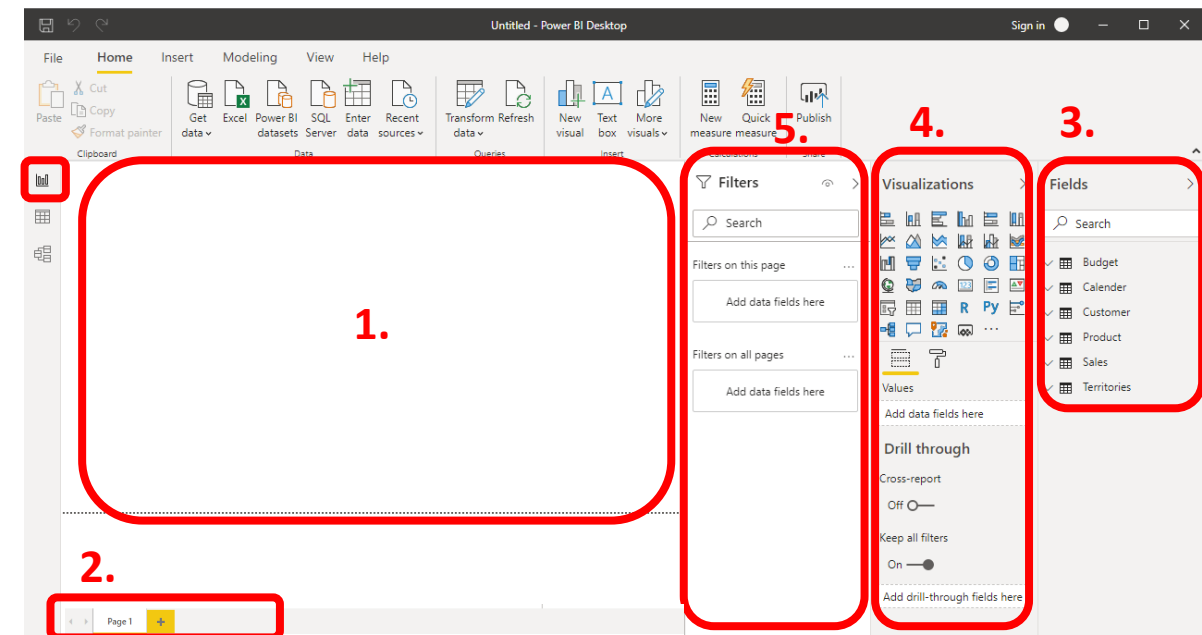 Untitled - Power BI Desktop
Sign in
File Home Insert Modeling View Help
Paste
Cut
Copy
Format painter
Clipboard
Get data
Excel
Power BI datasets
SQL Server
Enter data
Recent sources
Data
Transform data
Refresh
Queries
New visual
Text box
More visuals
Insert
New measure
Quick measure
Calculations
Publish
Share
1.
2.
Page 1
5.
Filters
Search
Filters on this page
Add data fields here
Filters on all pages
Add data fields here
4.
Visualizations
R Py
Values
Add data fields here
Drill through
Cross-report
Off
Keep all filters
On
Add drill-through fields here
3.
Fields
Search
Budget
Calender
Customer
Product
Sales
Territories